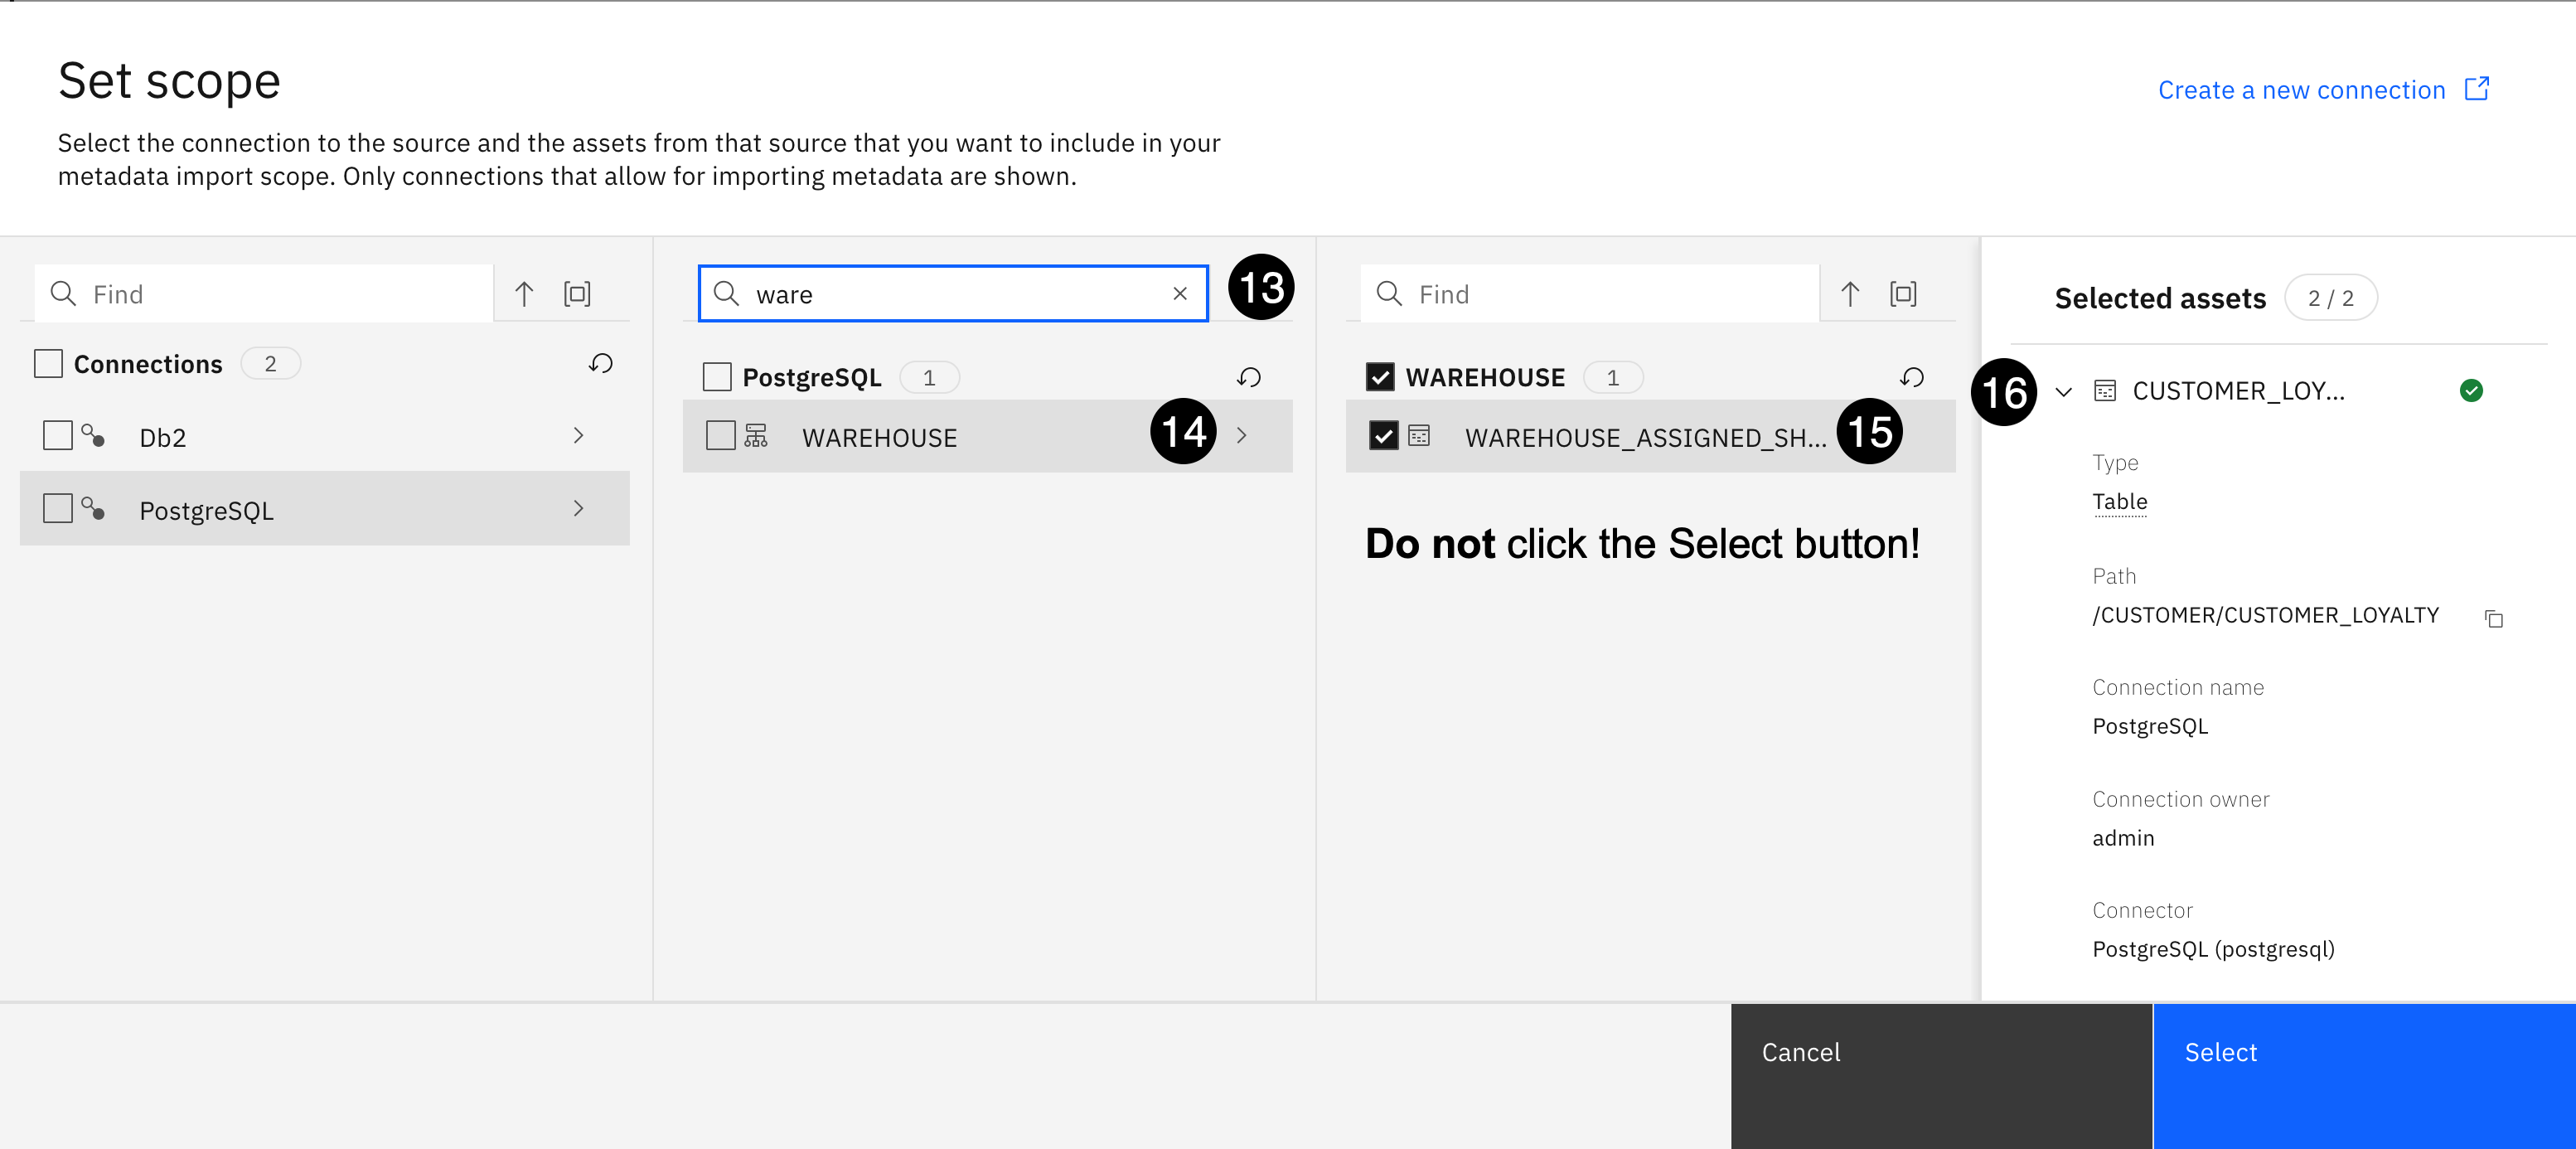 Set scope
Create a new connection
Select the connection to the source and the assets from that source that you want to include in your
metadata import scope. Only connections that allow for importing metadata are shown.
Find
ware
13
Find
Selected assets 2 / 2
Connections 2
PostgreSQL 1
WAREHOUSE 1
16 CUSTOMER_LOY...
Db2
WAREHOUSE 14
WAREHOUSE_ASSIGNED_SH... 15
PostgreSQL
Do not click the Select button!
Type
Table
Path
/CUSTOMER/CUSTOMER_LOYALTY
Connection name
PostgreSQL
Connection owner
admin
Connector
PostgreSQL (postgresql)
Cancel
Select